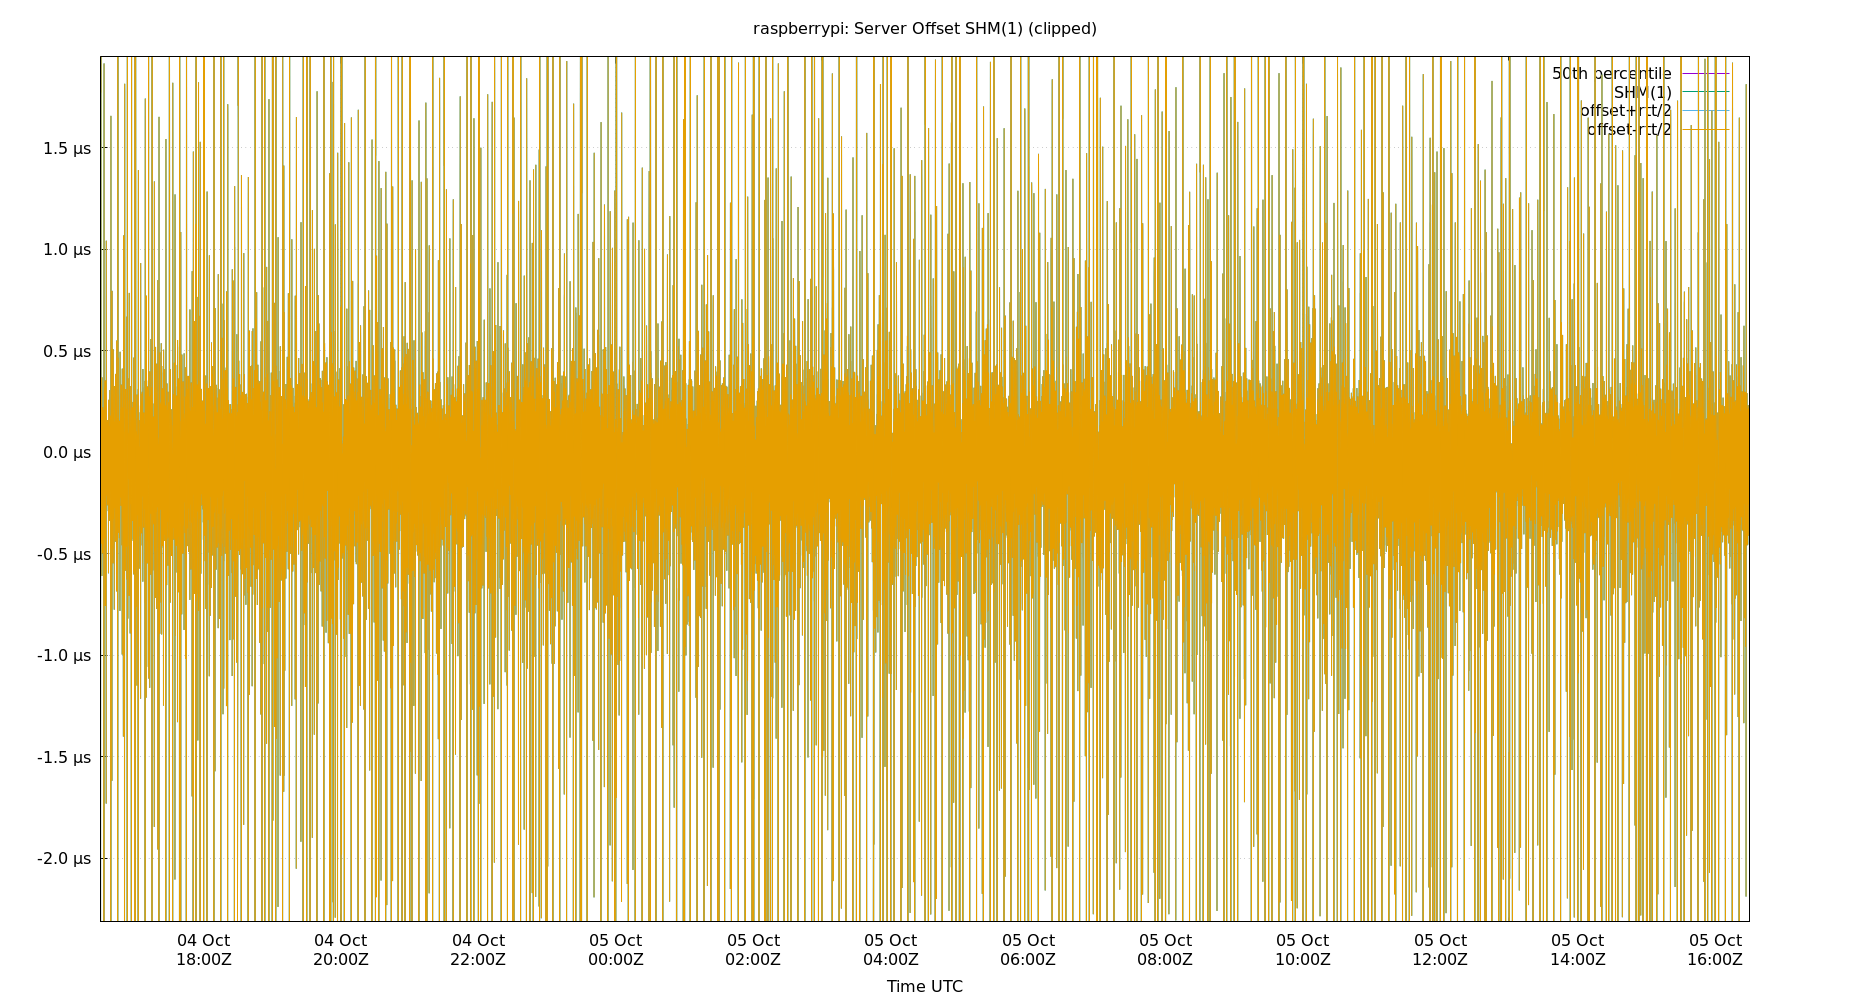 raspberrypi: Server Offset SHM(1) (clipped)
50th percentile
SHM(1)
offset+rtt/2
offset-rtt/2
1.5 µs
1.0 µs
0.5 µs
0.0 µs
-0.5 µs
-1.0 µs
-1.5 µs
-2.0 µs
04 Oct 04 Oct 04 Oct 05 Oct 05 Oct 05 Oct 05 Oct 05 Oct 05 Oct 05 Oct 05 Oct 05 Oct
18:00Z 20:00Z 22:00Z 00:00Z 02:00Z 04:00Z 06:00Z 08:00Z 10:00Z 12:00Z 14:00Z 16:00Z
Time UTC